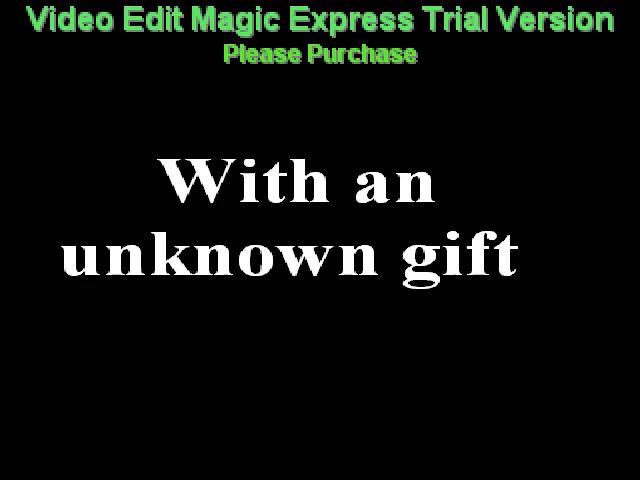 Video Edit Magic Express Trial Version
Please Purchase
With an
unknown gift